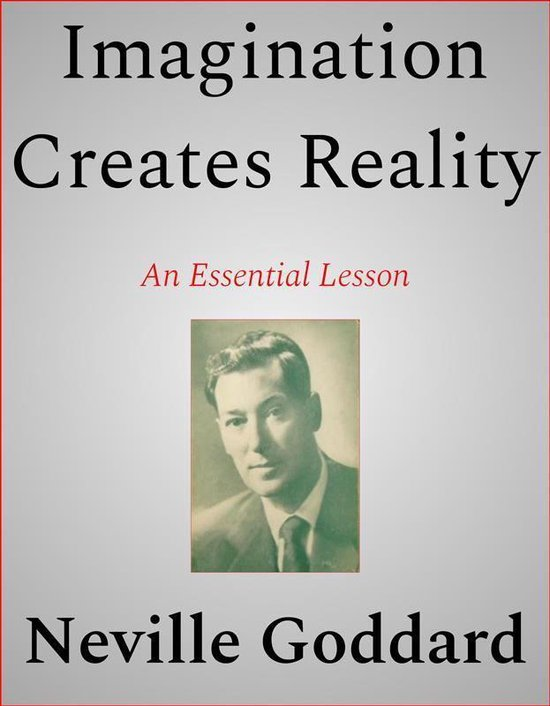 Imagination
Creates Reality
An Essential Lesson
Neville Goddard